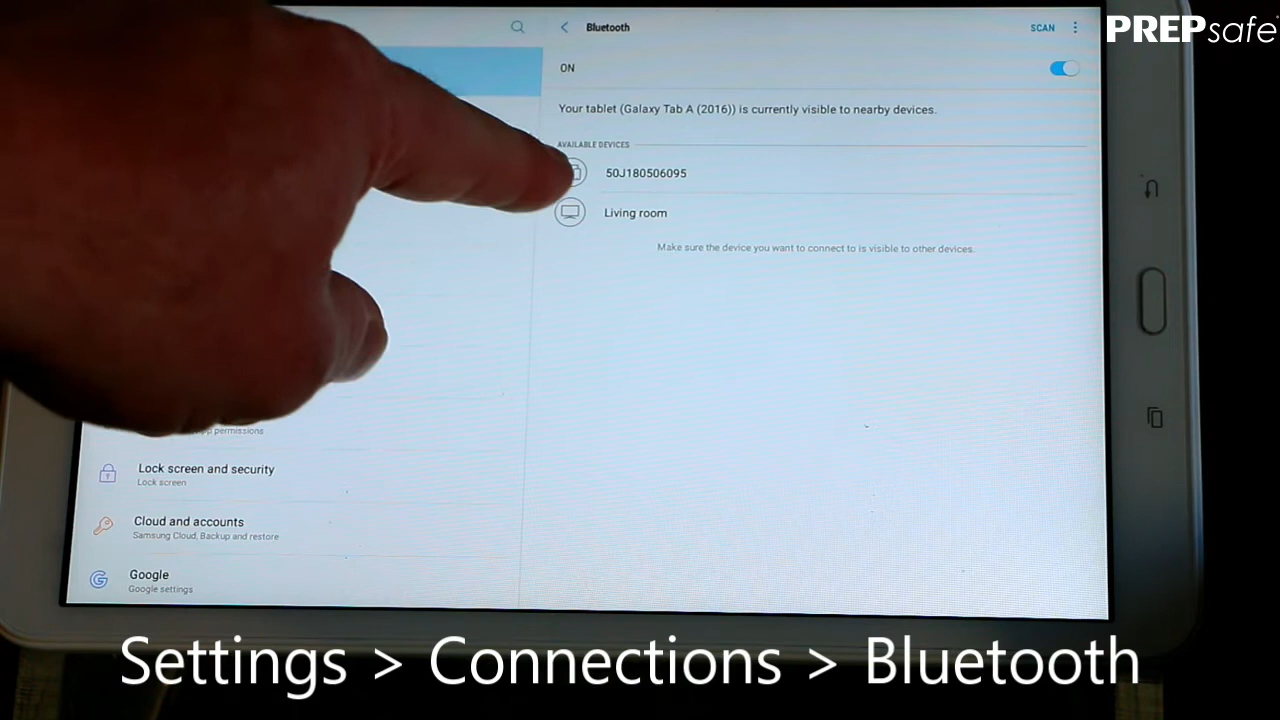 PREPsafe
Bluetooth
SCAN
ON
Your tablet (Galaxy Tab A (2016)) is currently visible to nearby devices.
AVAILABLE DEVICES
50J180506095
Living room
Make sure the device you want to connect to is visible to other devices.
permissions
Lock screen and security
Lock screen
Cloud and accounts
Samsung Cloud, Backup and restore
Google
Google settings
Settings > Connections > Bluetooth